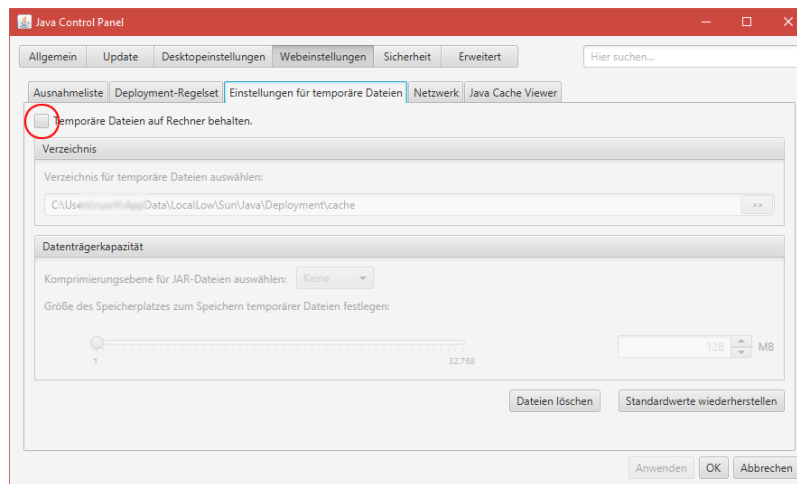 Java Control Panel
Allgemein Update Desktopeinstellungen Webeinstellungen Sicherheit Erweitert Hier suchen...
Ausnahmeliste Deployment-Regelset Einstellungen für temporäre Dateien Netzwerk Java Cache Viewer
Temporäre Dateien auf Rechner behalten.
Verzeichnis
Verzeichnis für temporäre Dateien auswählen:
C:\Use Data\LocalLow\Sun\Java\Deployment\cache >>
Datenträgerkapazität
Komprimierungsebene für JAR-Dateien auswählen: Keine
Größe des Speicherplatzes zum Speichern temporärer Dateien festlegen:
128 MB
1 32.768
Dateien löschen Standardwerte wiederherstellen
Anwenden OK Abbrechen